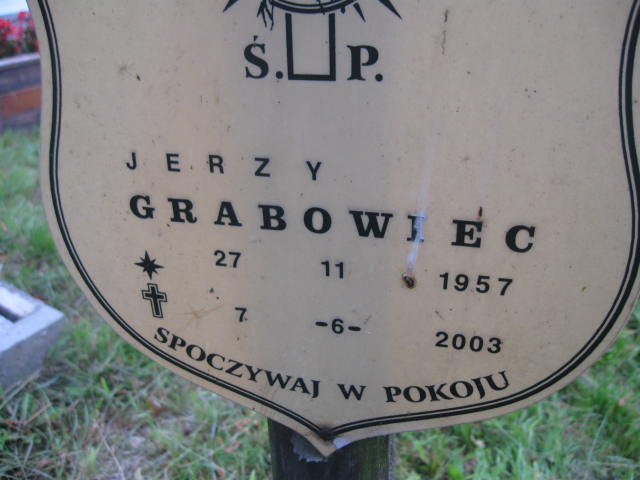 Ś. P.
JERZY
GRABOWIEC
27 11 1957
7 -6- 2003
SPOCZYWAJ W POKOJU